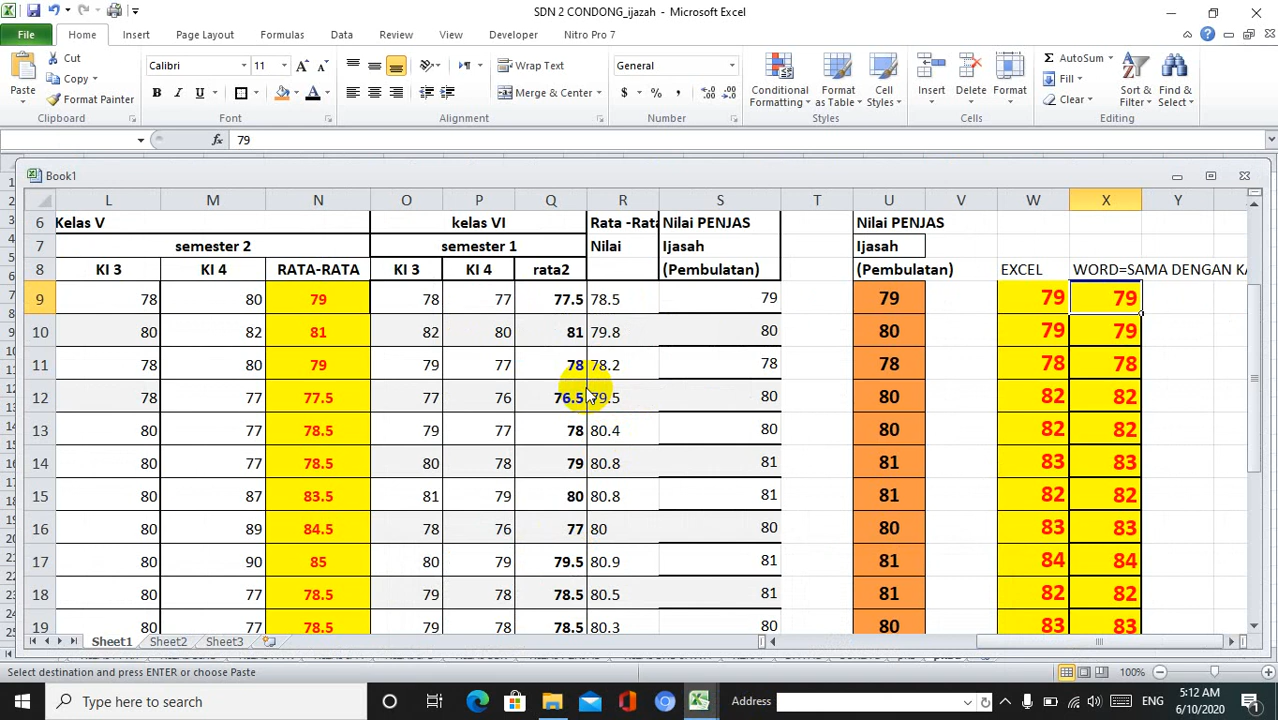 SDN 2 CONDONG_ijazah - Microsoft Excel
File Home Insert Page Layout Formulas Data Review View Developer Nitro Pro 7
Paste Cut Copy Format Painter Clipboard
Calibri 11 Font
Wrap Text Merge & Center Alignment
General Number
Conditional Formatting Format as Table Cell Styles Styles
Insert Delete Format Cells
AutoSum Fill Clear Sort & Filter Find & Select Editing
79
Book1
L M N O P Q R S T U V W X Y
6 Kelas V kelas VI Rata -Rata Nilai PENJAS Nilai PENJAS
7 semester 2 semester 1 Nilai Ijasah Ijasah
8 KI 3 KI 4 RATA-RATA KI 3 KI 4 rata2 (Pembulatan) (Pembulatan) EXCEL WORD=SAMA DENGAN KA
9 78 80 79 78 77 77.5 78.5 79 79 79 79
10 80 82 81 82 80 81 79.8 80 80 79 79
11 78 80 79 79 77 78 78.2 78 78 78 78
12 78 77 77.5 77 76 76.5 79.5 80 80 82 82
13 80 77 78.5 79 77 78 80.4 80 80 82 82
14 80 77 78.5 80 78 79 80.8 81 81 83 83
15 80 87 83.5 81 79 80 80.8 81 81 82 82
16 80 89 84.5 78 76 77 80 80 80 83 83
17 80 90 85 80 79 79.5 80.9 81 81 84 84
18 80 77 78.5 79 78 78.5 80.5 81 81 82 82
19 80 77 78.5 79 78 78.5 80.3 80 80 83 83
Sheet1 Sheet2 Sheet3
Select destination and press ENTER or choose Paste 100%
Type here to search Address ENG 5:12 AM
6/10/2020